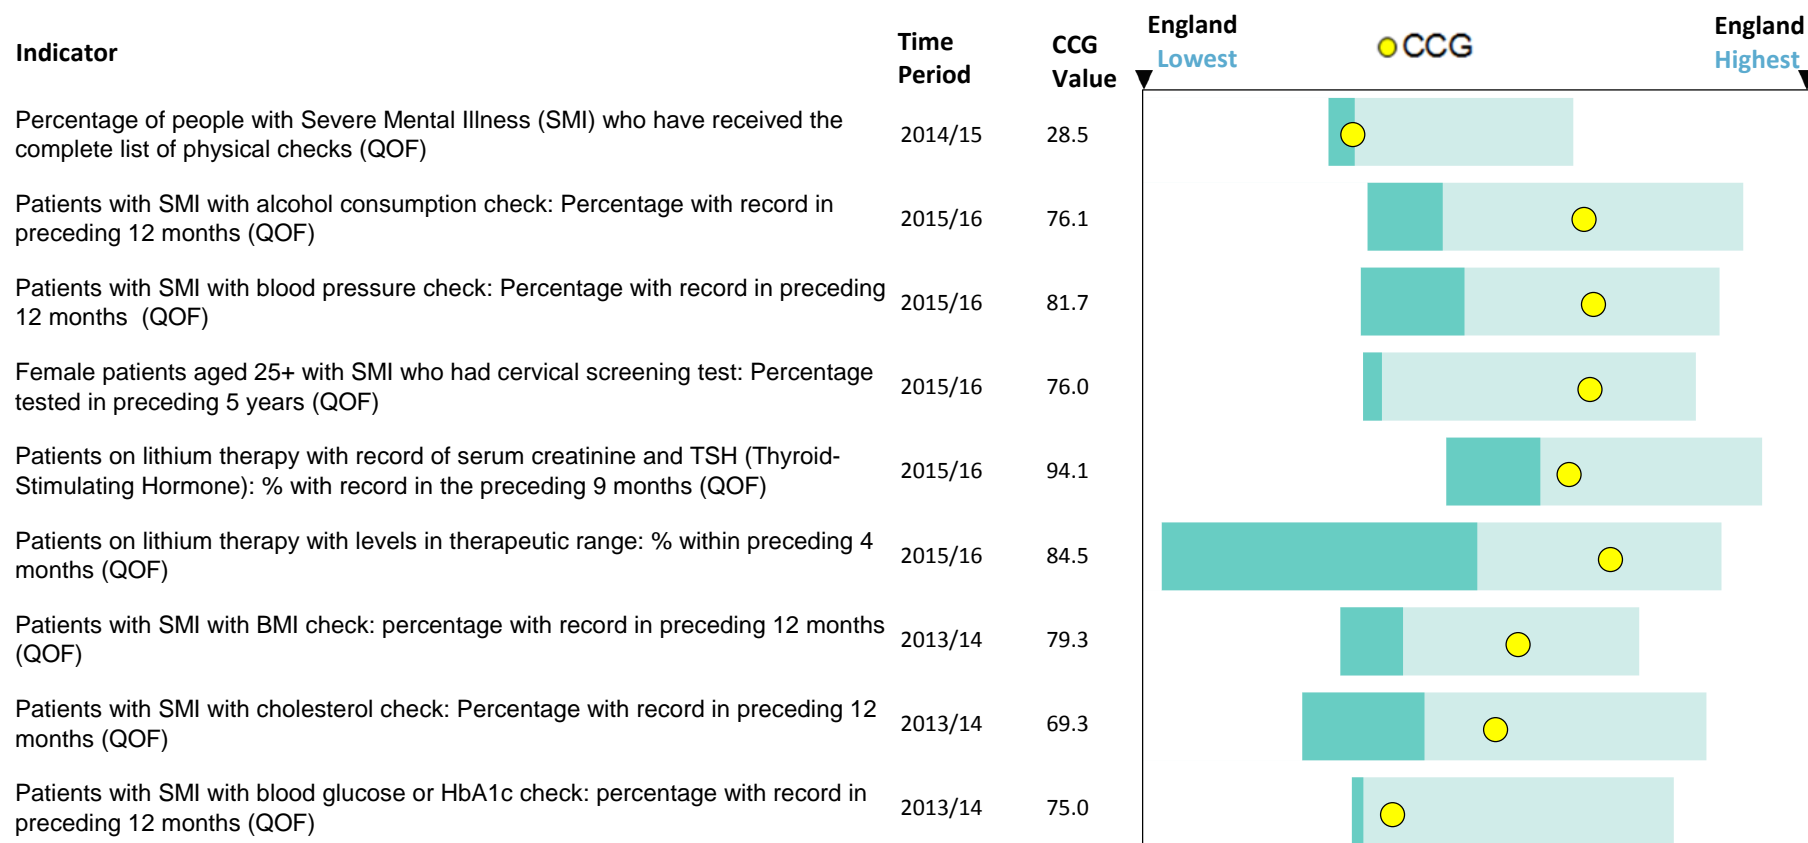 Indicator
Time
Period
CCG
Value
England
Lowest
CCG
England
Highest
Percentage of people with Severe Mental Illness (SMI) who have received the
complete list of physical checks (QOF)
2014/15
28.5
Patients with SMI with alcohol consumption check: Percentage with record in
preceding 12 months (QOF)
2015/16
76.1
Patients with SMI with blood pressure check: Percentage with record in preceding
12 months  (QOF)
2015/16
81.7
Female patients aged 25+ with SMI who had cervical screening test: Percentage
tested in preceding 5 years (QOF)
2015/16
76.0
Patients on lithium therapy with record of serum creatinine and TSH (Thyroid-
Stimulating Hormone): % with record in the preceding 9 months (QOF)
2015/16
94.1
Patients on lithium therapy with levels in therapeutic range: % within preceding 4
months (QOF)
2015/16
84.5
Patients with SMI with BMI check: percentage with record in preceding 12 months
(QOF)
2013/14
79.3
Patients with SMI with cholesterol check: Percentage with record in preceding 12
months (QOF)
2013/14
69.3
Patients with SMI with blood glucose or HbA1c check: percentage with record in
preceding 12 months (QOF)
2013/14
75.0